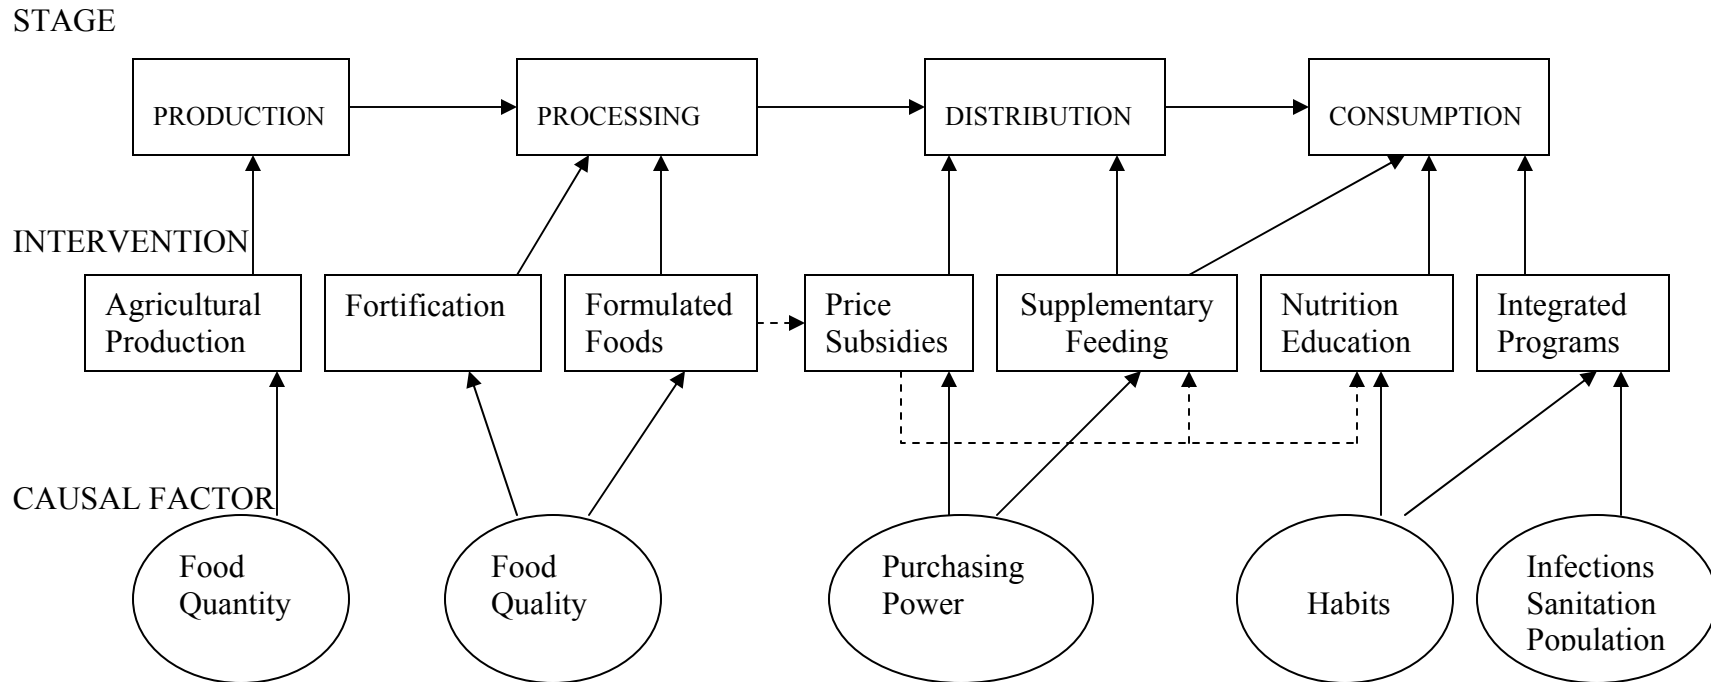 STAGE
PRODUCTION
PROCESSING
DISTRIBUTION
CONSUMPTION
INTERVENTION
Agricultural
Production
Fortification
Formulated
Foods
Price
Subsidies
Supplementary
Feeding
Nutrition
Education
Integrated
Programs
CAUSAL FACTOR
Food
Quantity
Food
Quality
Purchasing
Power
Habits
Infections
Sanitation
Population